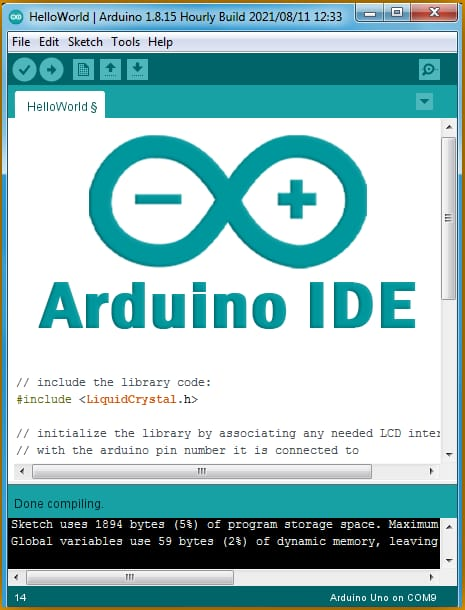 HelloWorld | Arduino 1.8.15 Hourly Build 2021/08/11 12:33
File Edit Sketch Tools Help
HelloWorld §
Arduino IDE
// include the library code:
#include <LiquidCrystal.h>
// initialize the library by associating any needed LCD inter
// with the arduino pin number it is connected to
Done compiling.
Sketch uses 1894 bytes (5%) of program storage space. Maximum
Global variables use 59 bytes (2%) of dynamic memory, leaving
14 Arduino Uno on COM9